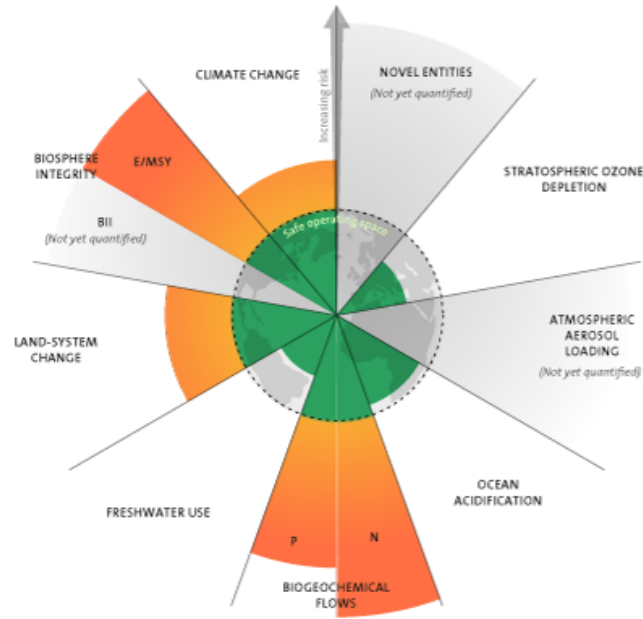 CLIMATE CHANGE
Increasing risk
NOVEL ENTITIES
(Not yet quantified)
STRATOSPHERIC OZONE
DEPLETION
ATMOSPHERIC
AEROSOL
LOADING
(Not yet quantified)
OCEAN
ACIDIFICATION
N
P
BIOGEOCHEMICAL
FLOWS
FRESHWATER USE
LAND-SYSTEM
CHANGE
BIOSPHERE
INTEGRITY
E/MSY
BII
(Not yet quantified)
Safe operating space